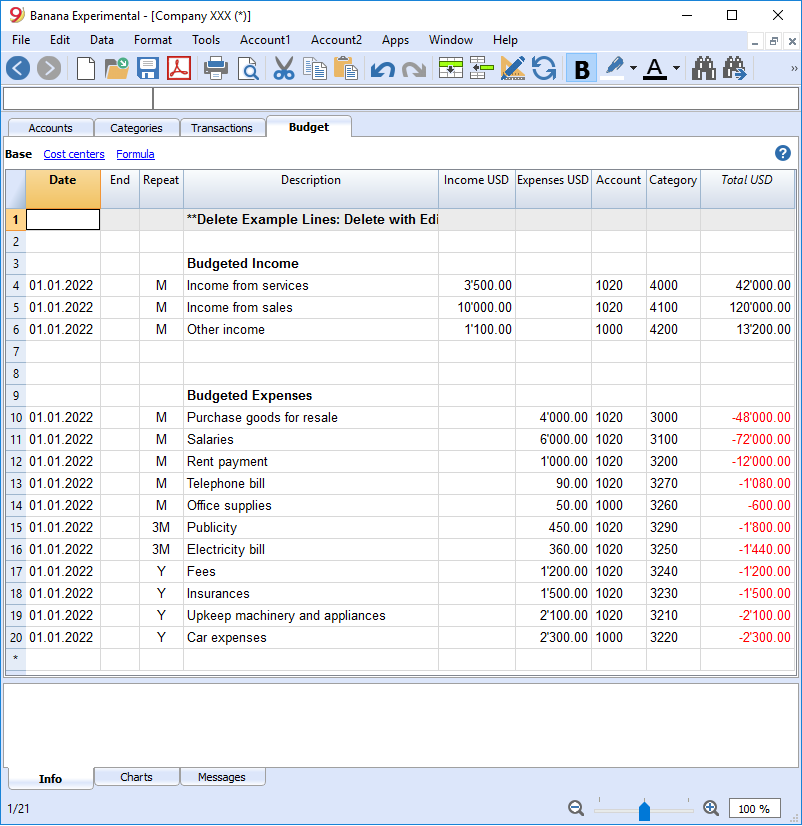 Banana Experimental - [Company XXX (*)]
File Edit Data Format Tools Account1 Account2 Apps Window Help
B A »
Accounts Categories Transactions Budget
Base Cost centers Formula ?
Date End Repeat Description Income USD Expenses USD Account Category Total USD
1 **Delete Example Lines: Delete with Edi
2
3 Budgeted Income
4 01.01.2022 M Income from services 3'500.00 1020 4000 42'000.00
5 01.01.2022 M Income from sales 10'000.00 1020 4100 120'000.00
6 01.01.2022 M Other income 1'100.00 1000 4200 13'200.00
7
8
9 Budgeted Expenses
10 01.01.2022 M Purchase goods for resale 4'000.00 1020 3000 -48'000.00
11 01.01.2022 M Salaries 6'000.00 1020 3100 -72'000.00
12 01.01.2022 M Rent payment 1'000.00 1020 3200 -12'000.00
13 01.01.2022 M Telephone bill 90.00 1020 3270 -1'080.00
14 01.01.2022 M Office supplies 50.00 1000 3260 -600.00
15 01.01.2022 3M Publicity 450.00 1020 3290 -1'800.00
16 01.01.2022 3M Electricity bill 360.00 1020 3250 -1'440.00
17 01.01.2022 Y Fees 1'200.00 1020 3240 -1'200.00
18 01.01.2022 Y Insurances 1'500.00 1020 3230 -1'500.00
19 01.01.2022 Y Upkeep machinery and appliances 2'100.00 1020 3210 -2'100.00
20 01.01.2022 Y Car expenses 2'300.00 1000 3220 -2'300.00
*
Info Charts Messages
1/21 100 %